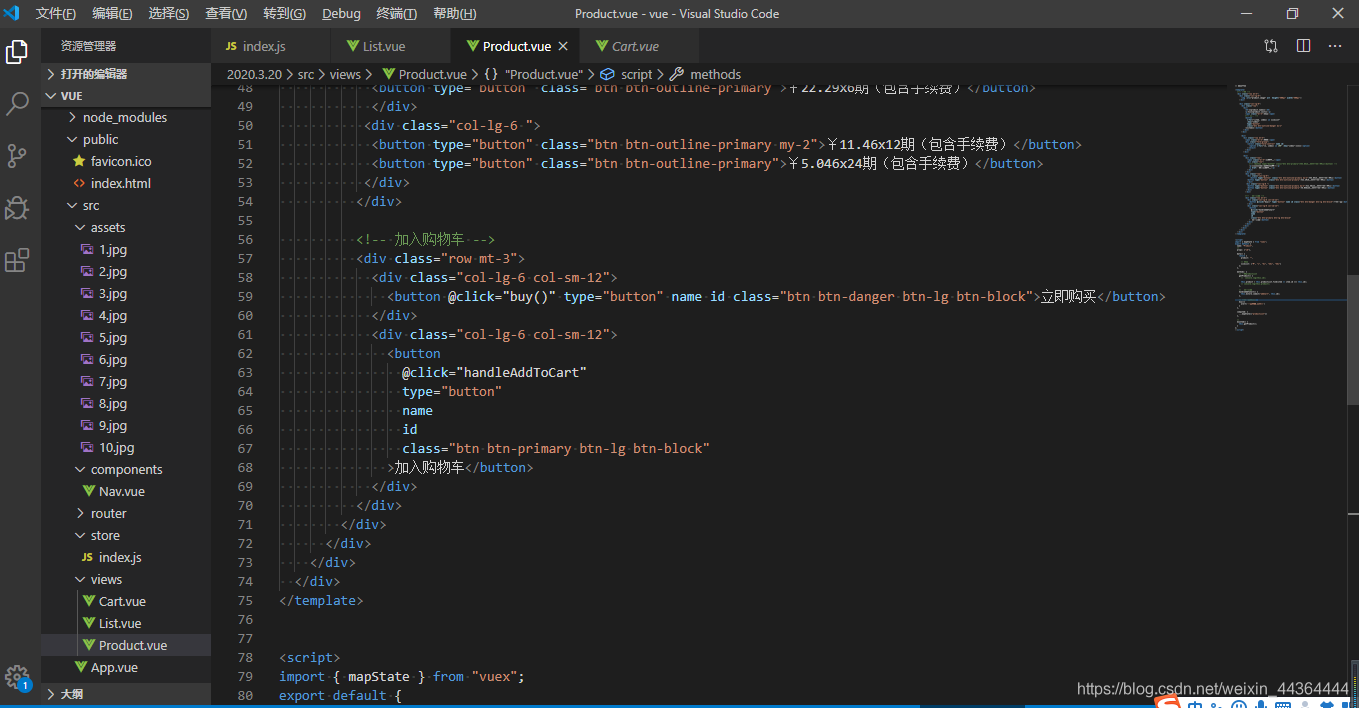 文件(F) 编辑(E) 选择(S) 查看(V) 转到(G) Debug 终端(T) 帮助(H) Product.vue - vue - Visual Studio Code
资源管理器
JS index.js List.vue Product.vue Cart.vue
打开的编辑器
2020.3.20 > src > views > Product.vue > {} "Product.vue" > script > methods
VUE
node_modules
public
favicon.ico
<> index.html
src
assets
1.jpg
2.jpg
3.jpg
4.jpg
5.jpg
6.jpg
7.jpg
8.jpg
9.jpg
10.jpg
components
Nav.vue
router
store
JS index.js
views
Cart.vue
List.vue
Product.vue
App.vue
大纲
1
48 <button type="button" class="btn btn-outline-primary">￥22.29x6期（包含手续费）</button>
49 </div>
50 <div class="col-lg-6 ">
51 <button type="button" class="btn btn-outline-primary my-2">￥11.46x12期（包含手续费）</button>
52 <button type="button" class="btn btn-outline-primary">￥5.046x24期（包含手续费）</button>
53 </div>
54 </div>
55
56 <!-- 加入购物车 -->
57 <div class="row mt-3">
58 <div class="col-lg-6 col-sm-12">
59 <button @click="buy()" type="button" name id class="btn btn-danger btn-lg btn-block">立即购买</button>
60 </div>
61 <div class="col-lg-6 col-sm-12">
62 <button
63 @click="handleAddToCart"
64 type="button"
65 name
66 id
67 class="btn btn-primary btn-lg btn-block"
68 >加入购物车</button>
69 </div>
70 </div>
71 </div>
72 </div>
73 </div>
74 </div>
75 </template>
76
77
78 <script>
79 import { mapState } from "vuex";
80 export default {
https://blog.csdn.net/weixin_44364444